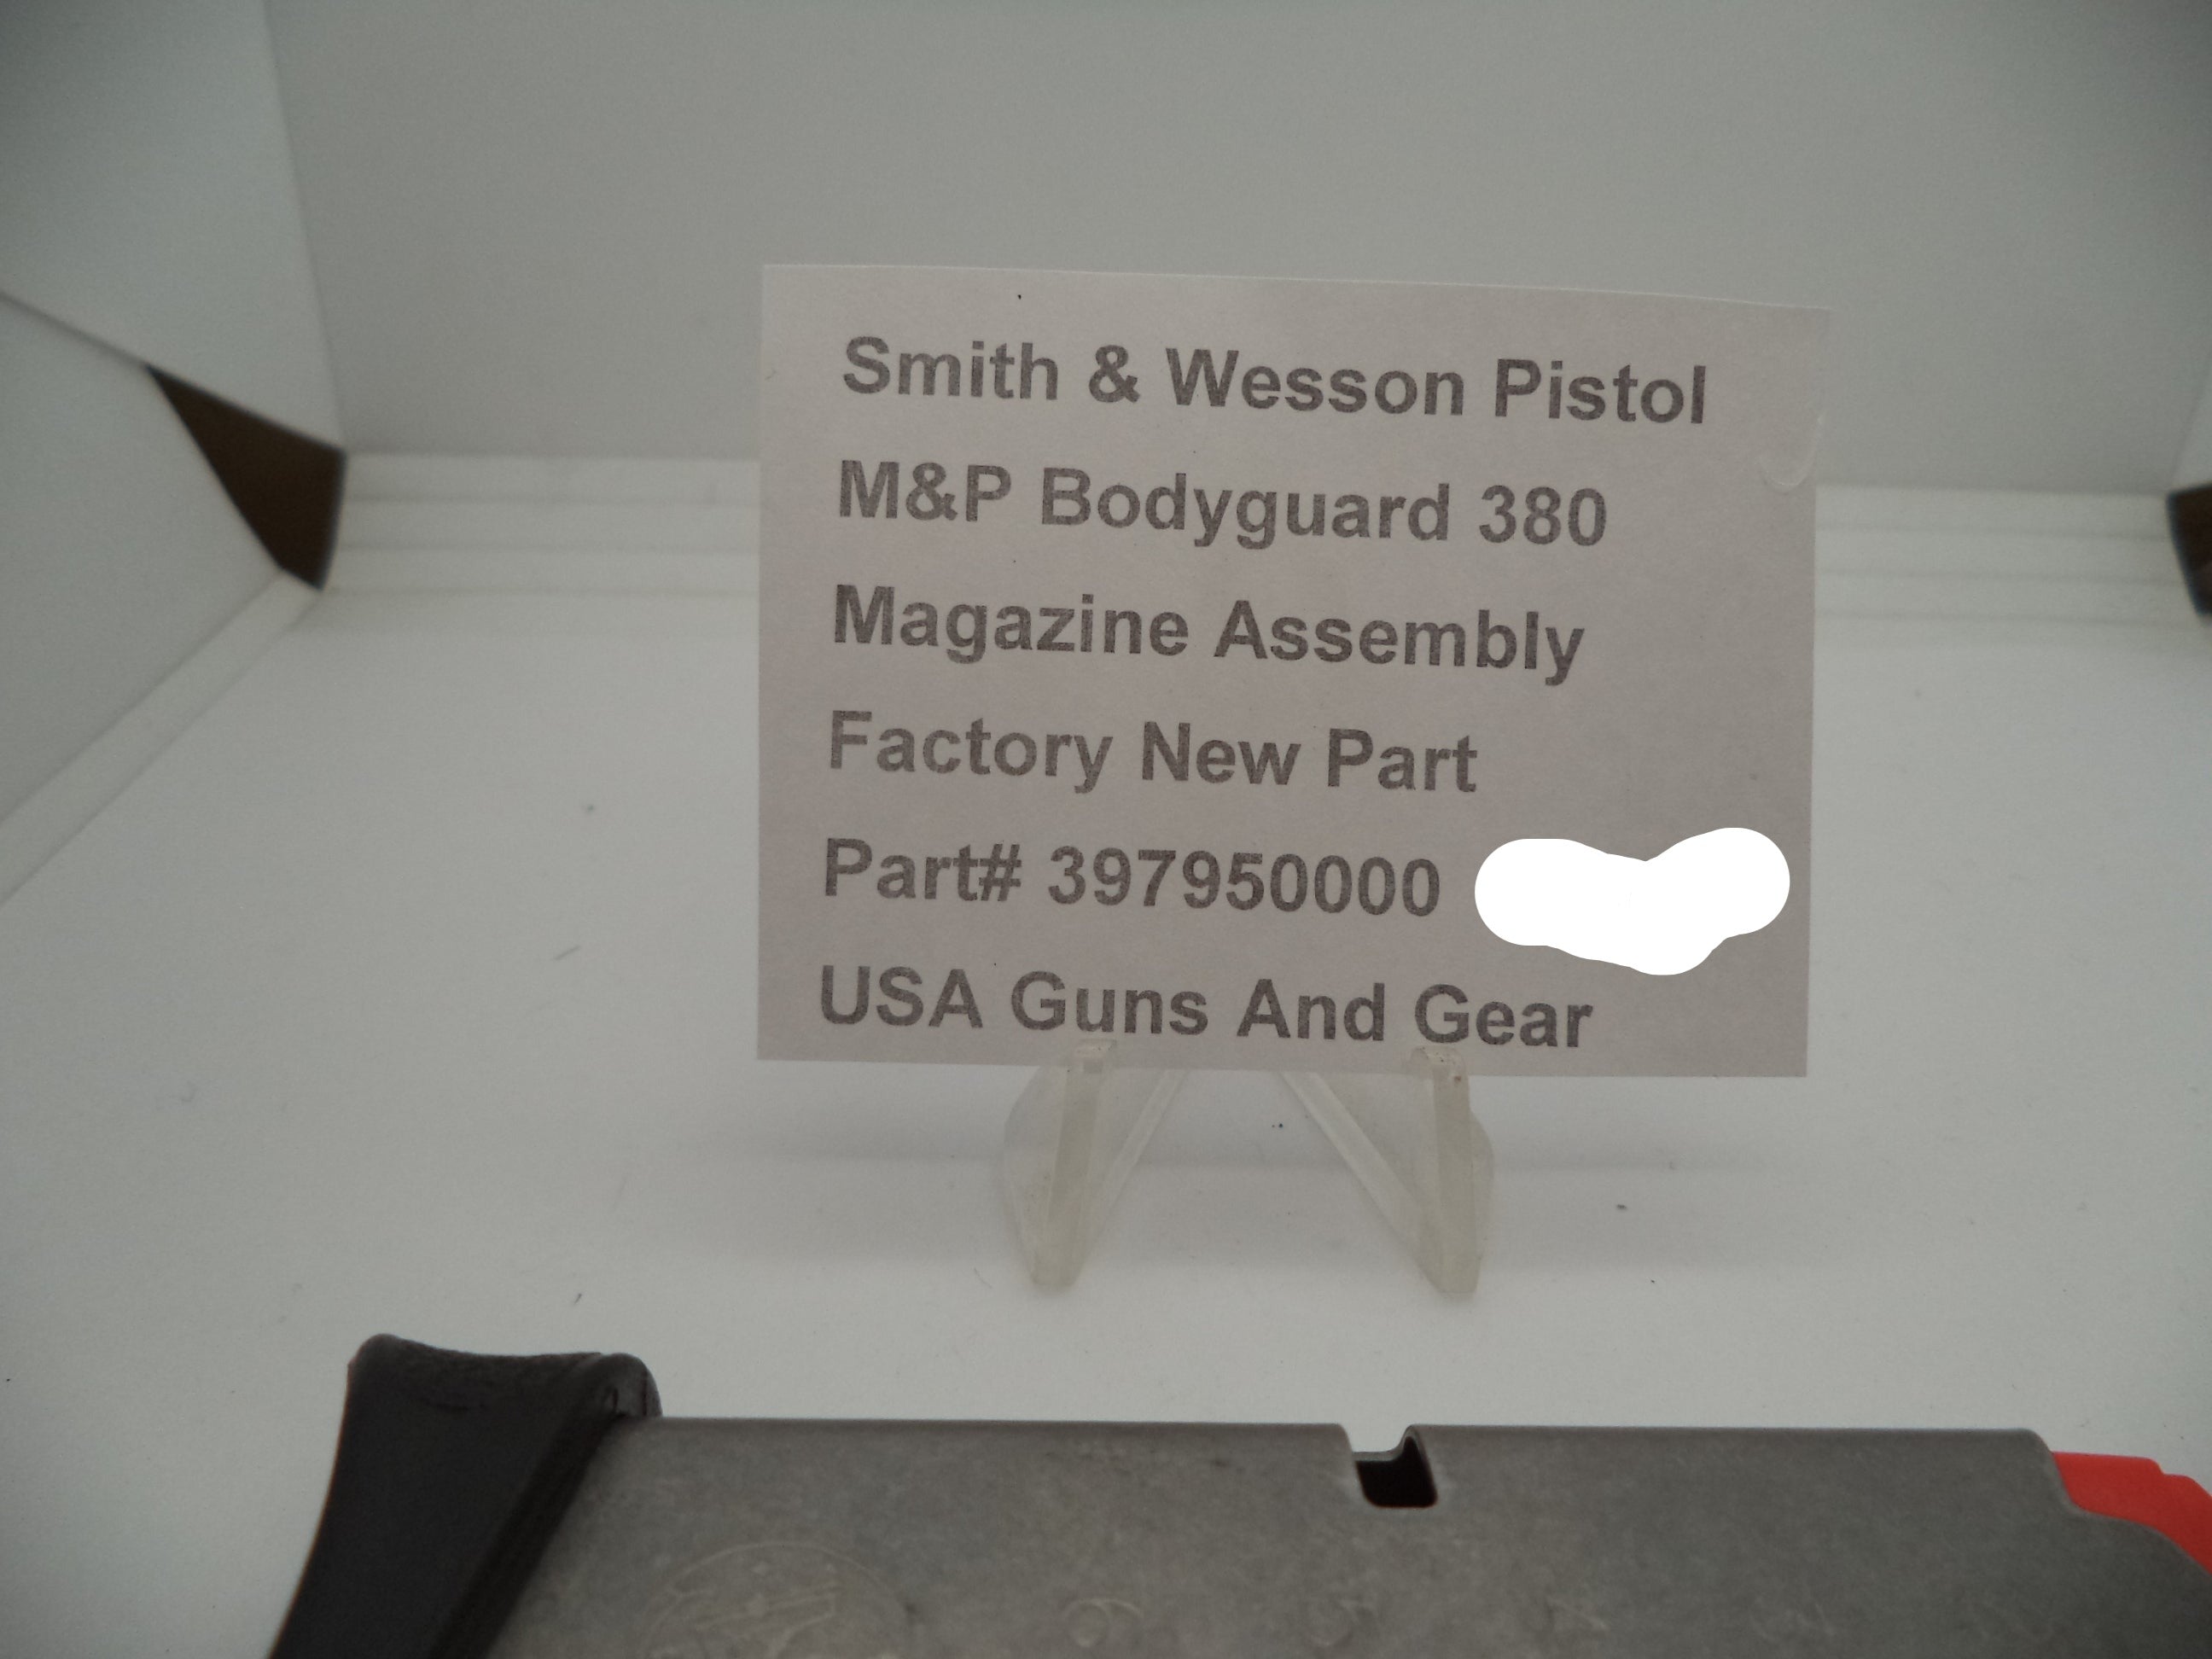 Smith & Wesson Pistol
M&P Bodyguard 380
Magazine Assembly
Factory New Part
Part# 397950000
USA Guns And Gear